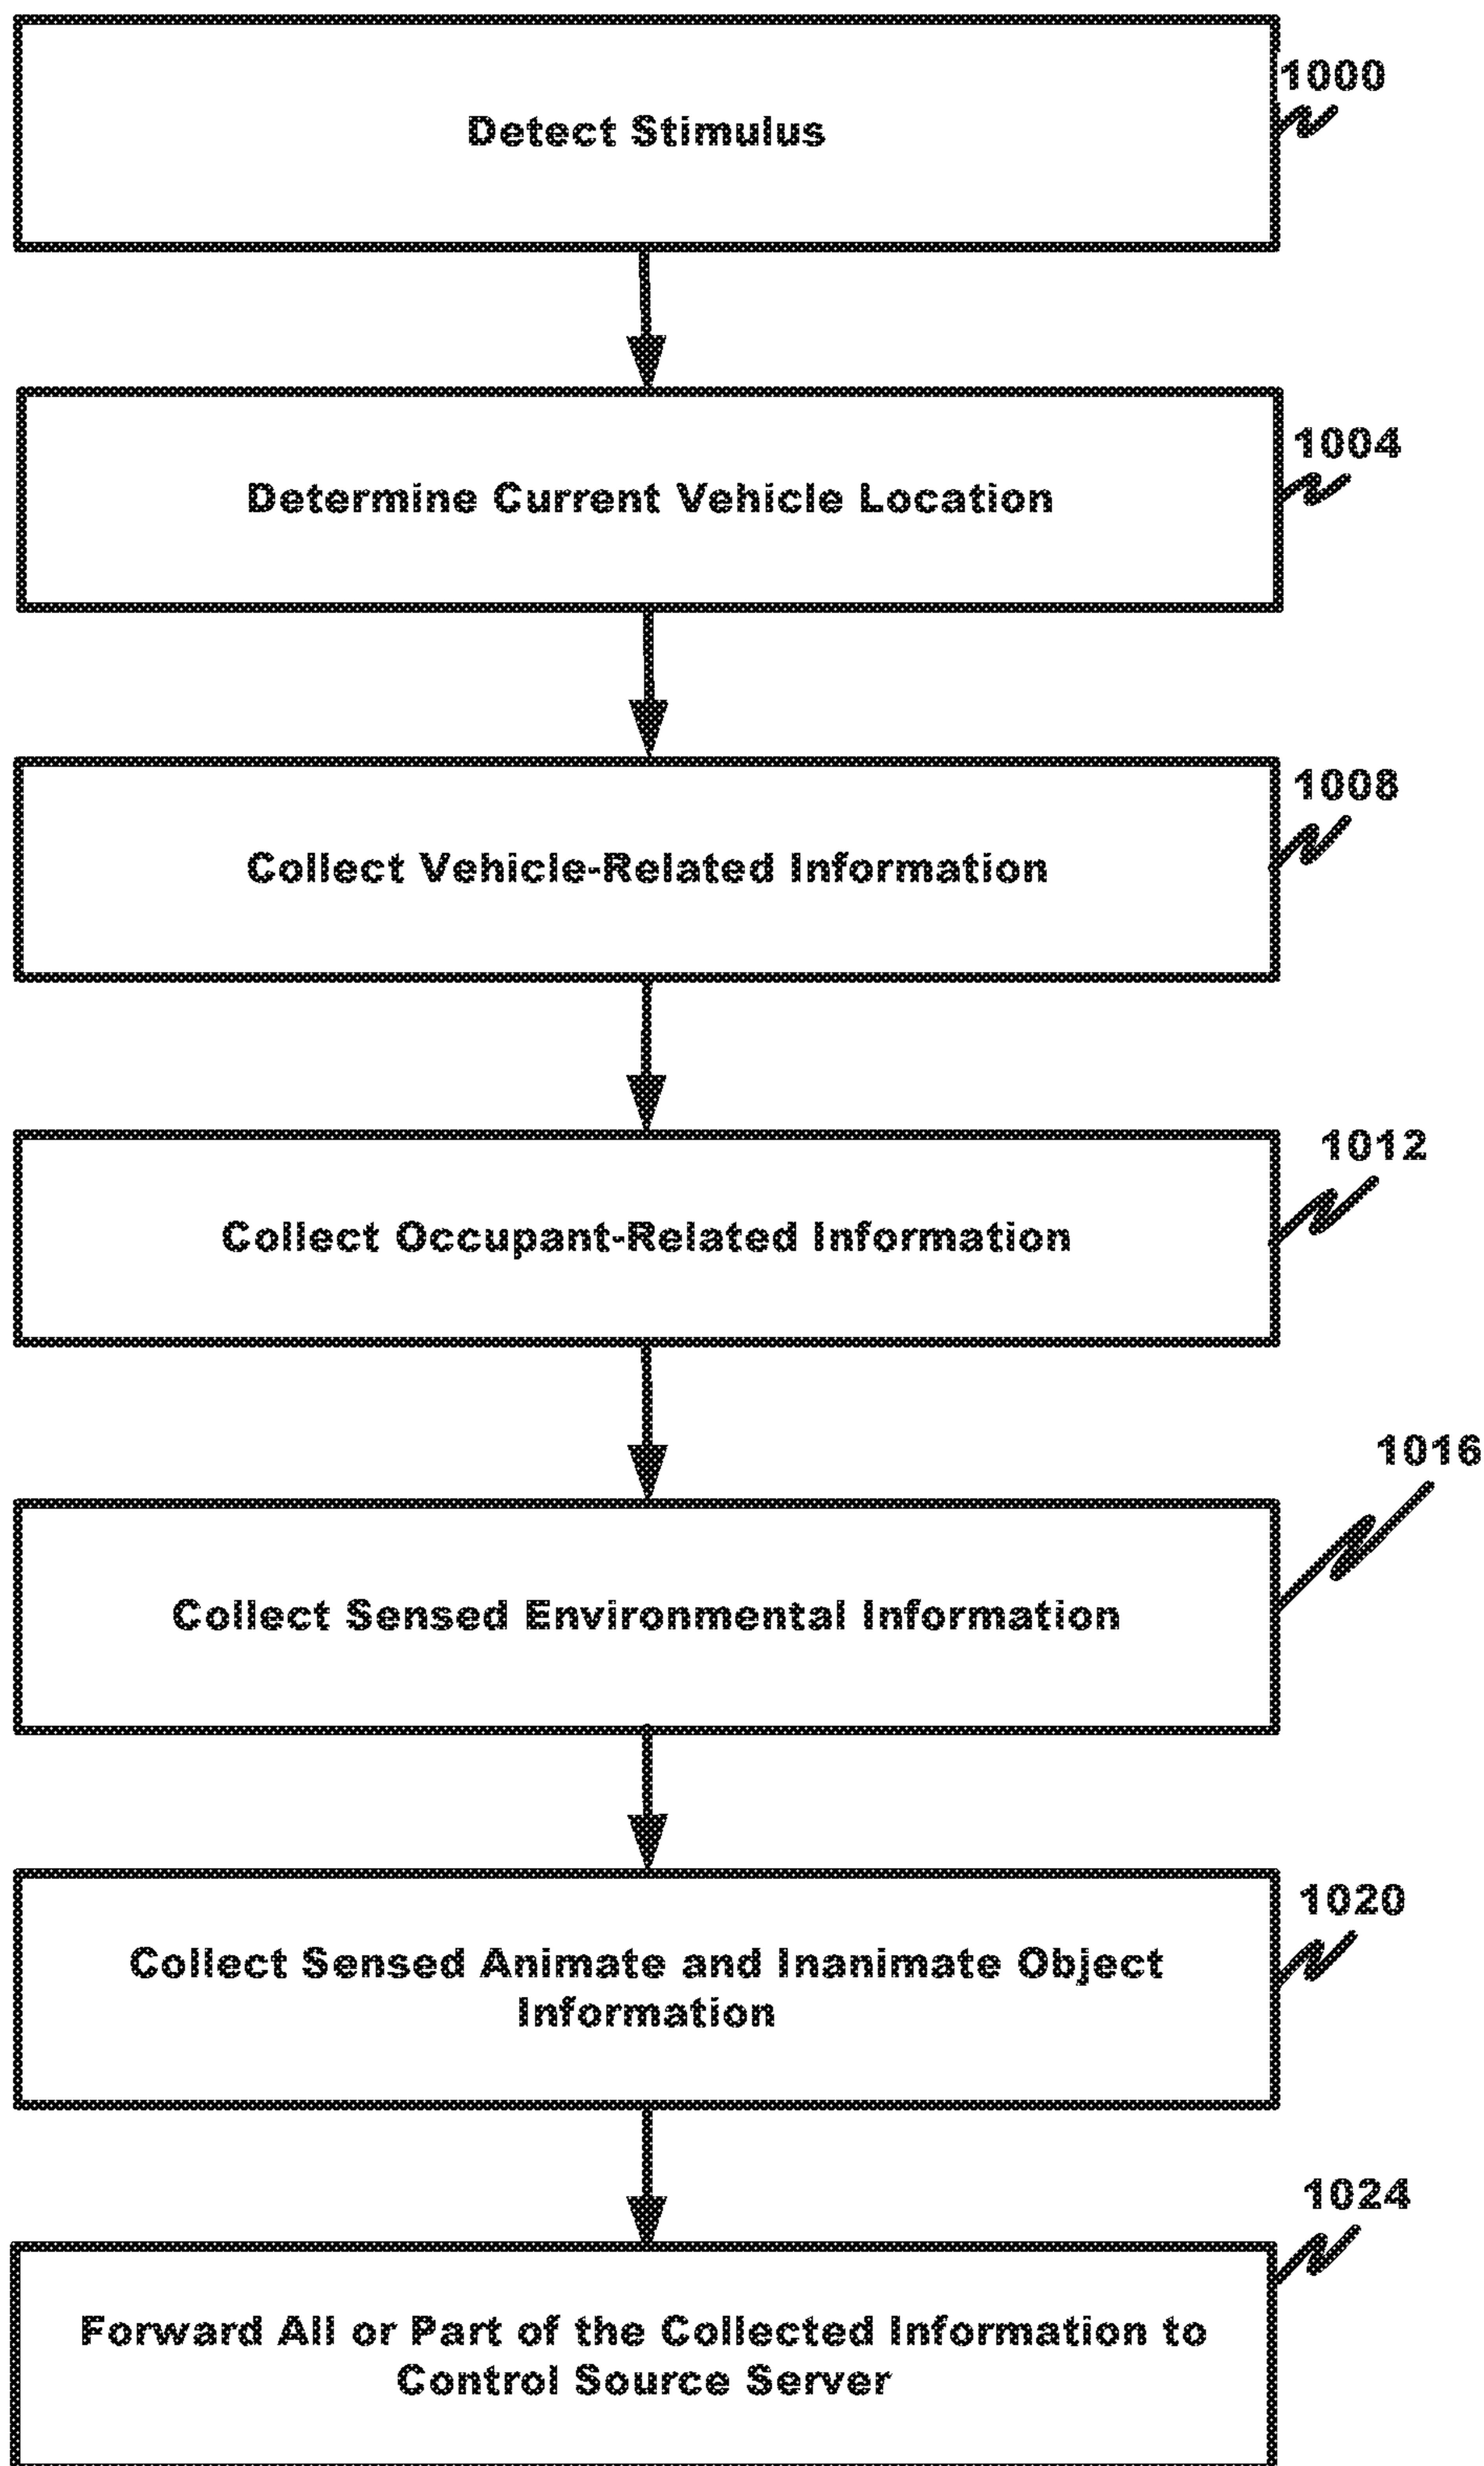 1000
Detect Stimulus
1004
Determine Current Vehicle Location
1008
Collect Vehicle-Related Information
1012
Collect Occupant-Related Information
1016
Collect Sensed Environmental Information
1020
Collect Sensed Animate and Inanimate Object
Information
1024
Forward All or Part of the Collected Information to
Control Source Server